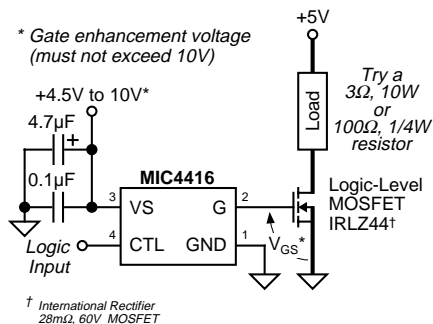 * Gate enhancement voltage
(must not exceed 10V)
+5V
+4.5V to 10V*
4.7µF
+
0.1µF
Load
Try a
3Ω, 10W
or
100Ω, 1/4W
resistor
MIC4416
3
VS
G
2
4
CTL
GND
1
Logic
Input
VGS*
Logic-Level
MOSFET
IRLZ44†
† International Rectifier
28mΩ, 60V MOSFET